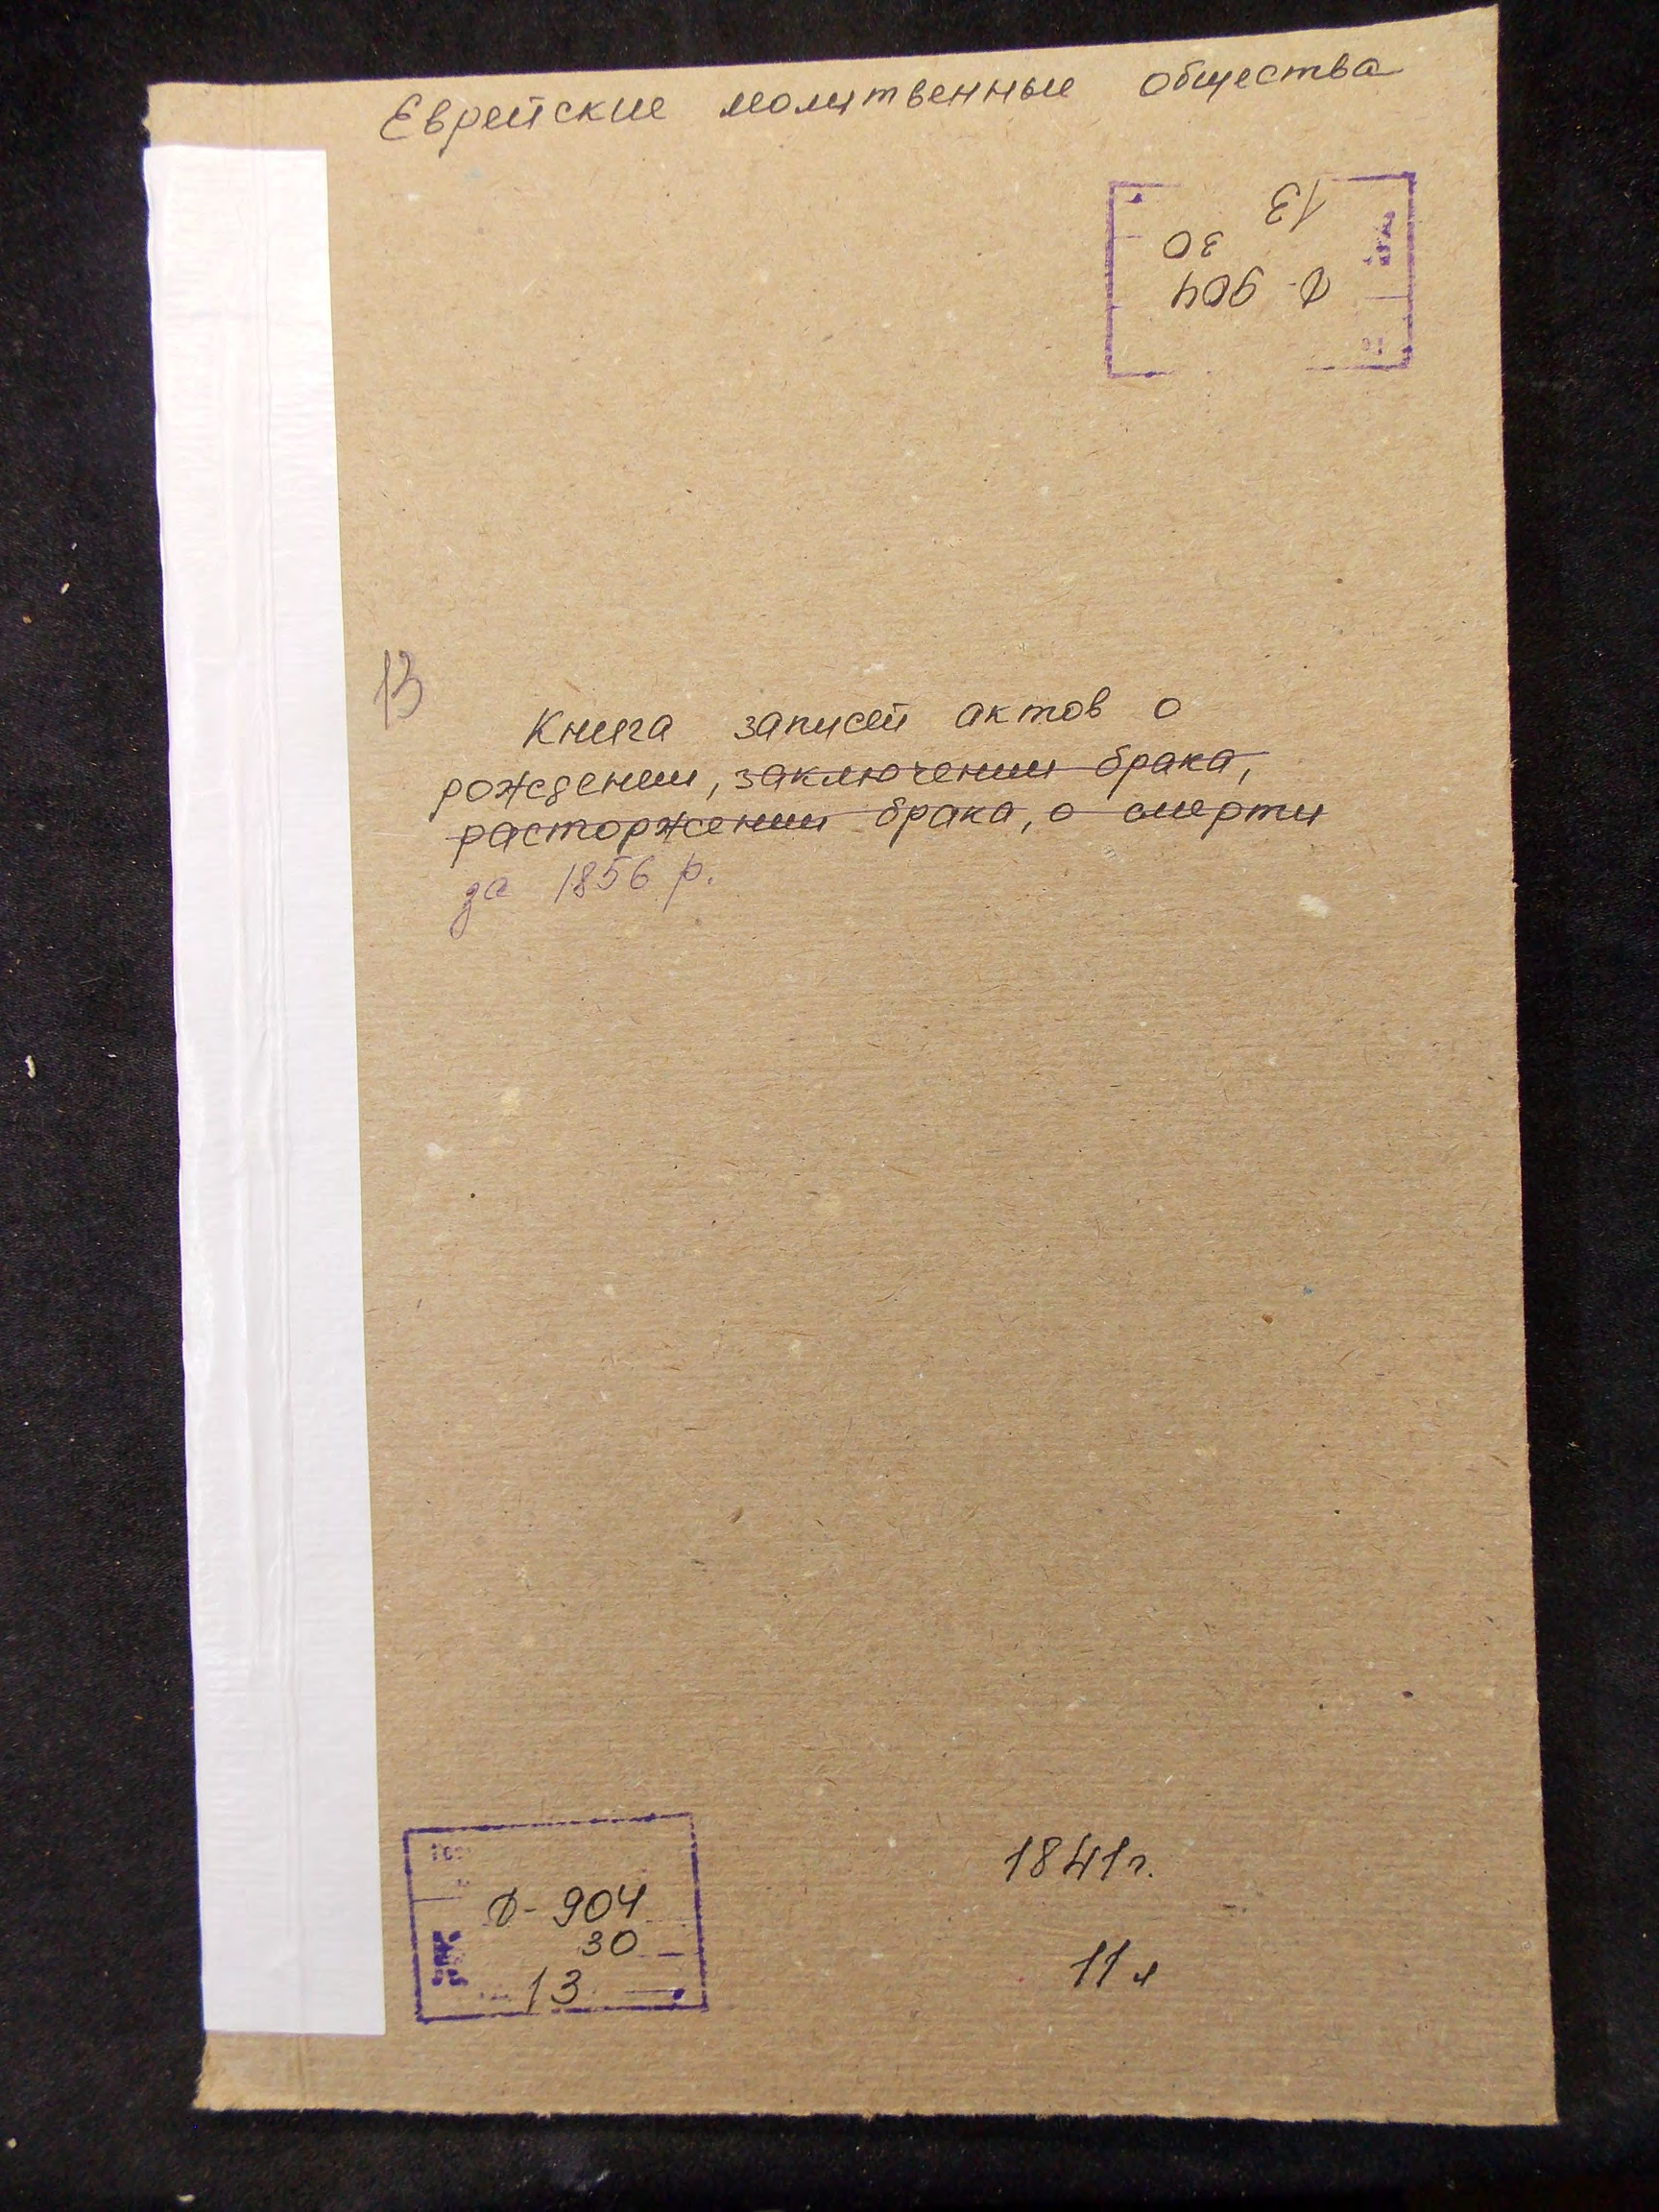 Еврейские молитвенные общества
13
30
Ф-904
13
Книга записей актов о
рождении, заключении брака,
расторжении брака, о смерти
за 1856 р.
Ф-904
30
13
1841г.
11 л